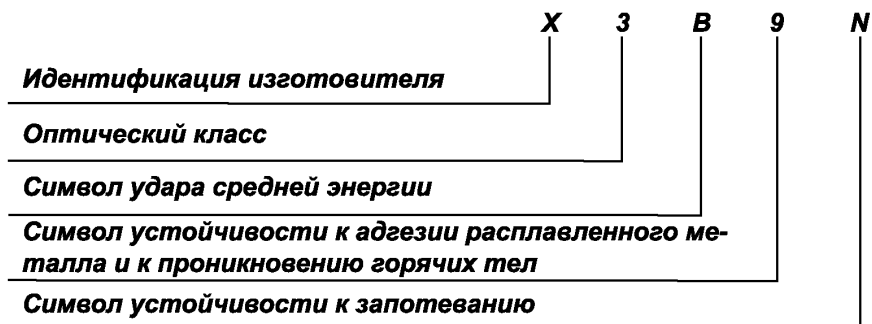 X 3 B 9 N
Идентификация изготовителя
Оптический класс
Символ удара средней энергии
Символ устойчивости к адгезии расплавленного ме-
талла и к проникновению горячих тел
Символ устойчивости к запотеванию